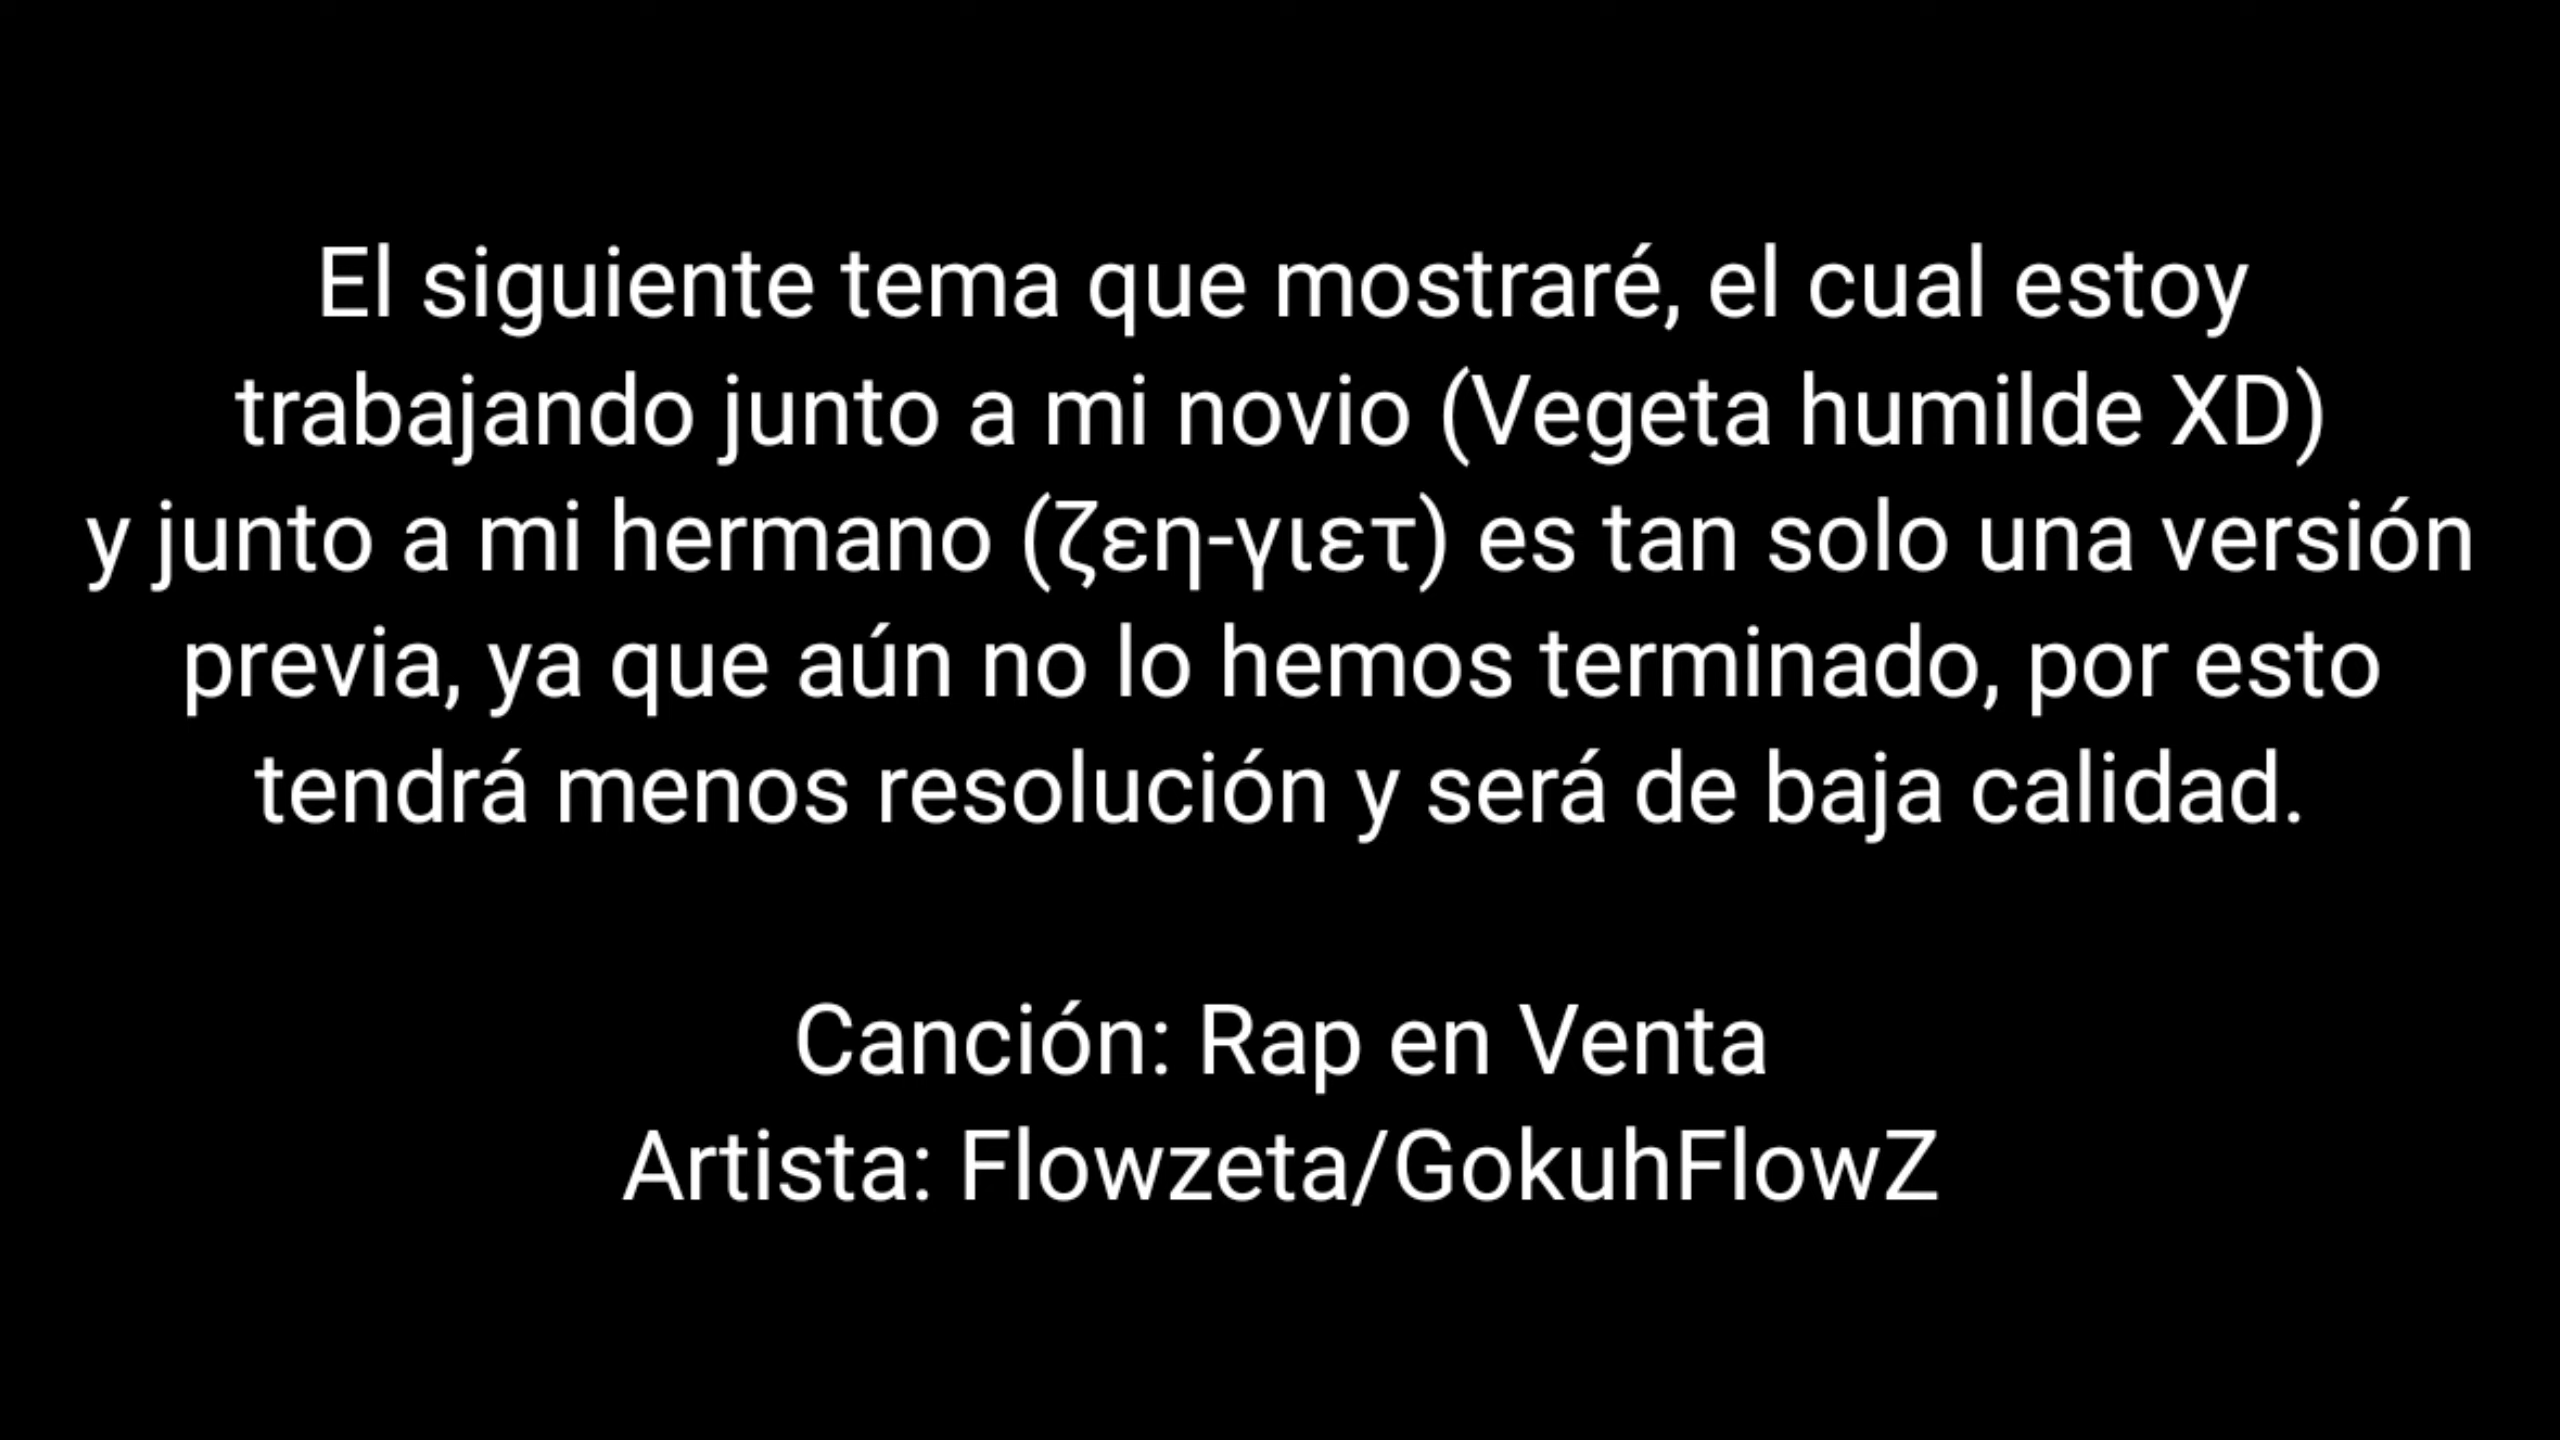 El siguiente tema que mostraré, el cual estoy
trabajando junto a mi novio (Vegeta humilde XD)
y junto a mi hermano (ζεη-γιετ) es tan solo una versión
previa, ya que aún no lo hemos terminado, por esto
tendrá menos resolución y será de baja calidad.
Canción: Rap en Venta
Artista: Flowzeta/GokuhFlowZ